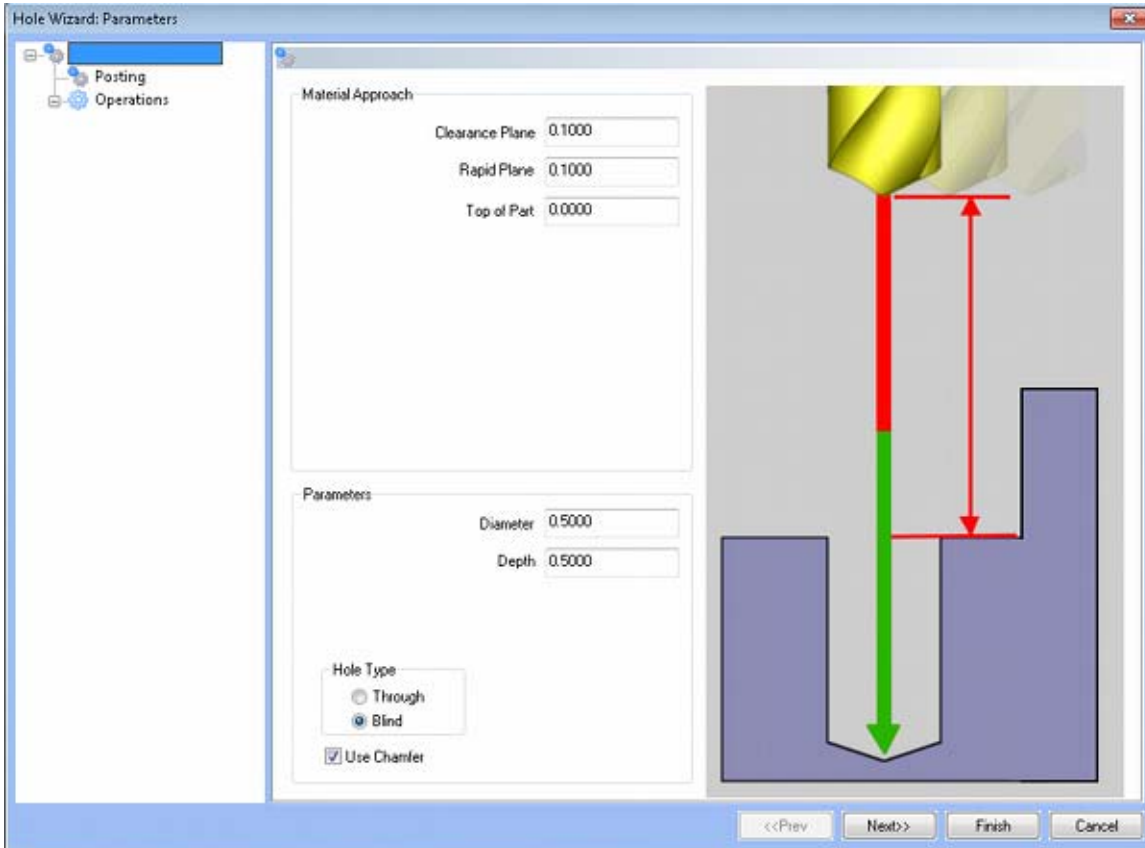 Hole Wizard: Parameters
Posting
Operations
Material Approach
Clearance Plane 0.1000
Rapid Plane 0.1000
Top of Part 0.0000
Parameters
Diameter 0.5000
Depth 0.5000
Hole Type
Through
Blind
Use Chamfer
<<Prev Next>> Finish Cancel